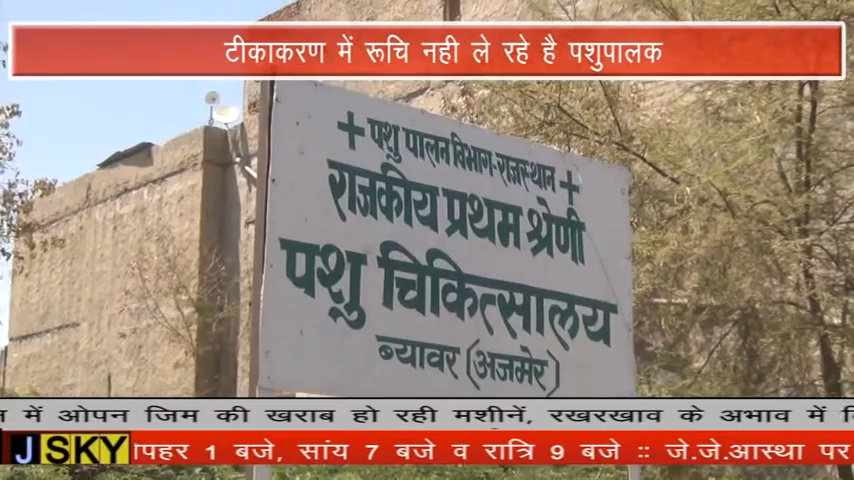 टीकाकरण में रूचि नही ले रहे है पशुपालक
+ पशु पालन विभाग-राजस्थान +
राजकीय प्रथम श्रेणी
पशु चिकित्सालय
ब्यावर (अजमेर)
में ओपन जिम की खराब हो रही मशीनें, रखरखाव के अभाव में
JSKY
1 बजे, सांय 7 बजे व रात्रि 9 बजे :: जे.जे.आस्था पर